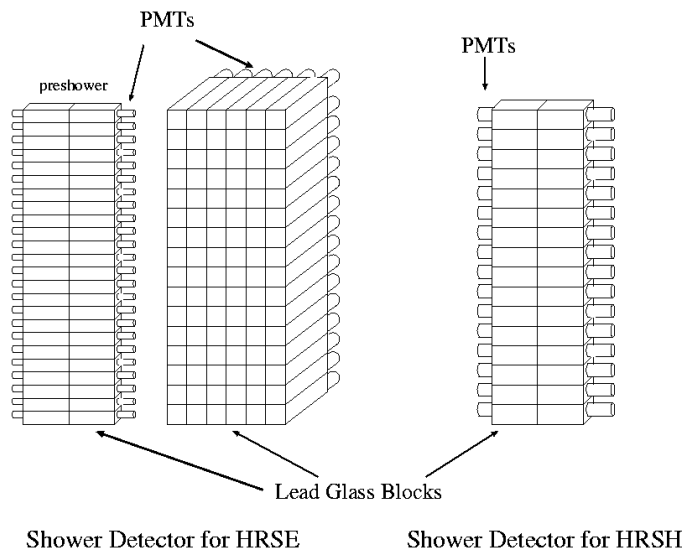 PMTs
PMTs
preshower
Lead Glass Blocks
Shower Detector for HRSE
Shower Detector for HRSH